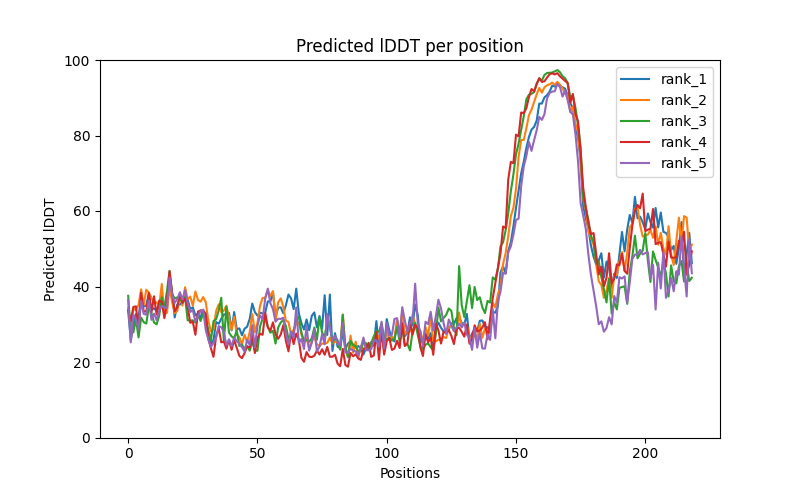 Predicted lDDT per position
Predicted lDDT
100
80
60
40
20
0
0 50 100 150 200
Positions
rank_1
rank_2
rank_3
rank_4
rank_5